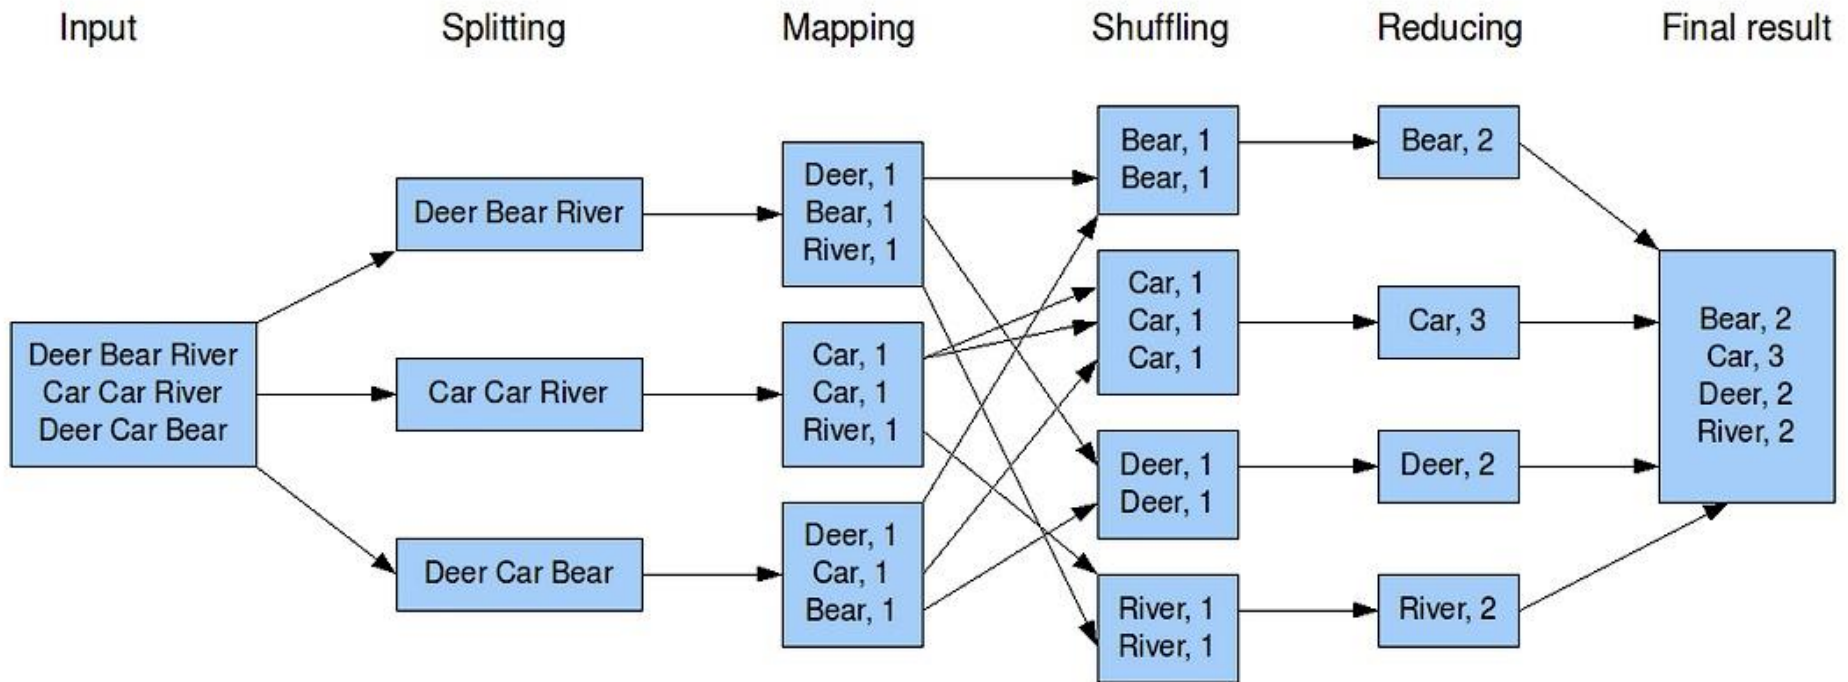 Input
Splitting
Mapping
Shuffling
Reducing
Final result
Deer Bear River
Car Car River
Deer Car Bear
Deer Bear River
Car Car River
Deer Car Bear
Deer, 1
Bear, 1
River, 1
Car, 1
Car, 1
River, 1
Deer, 1
Car, 1
Bear, 1
Bear, 1
Bear, 1
Car, 1
Car, 1
Car, 1
Deer, 1
Deer, 1
River, 1
River, 1
Bear, 2
Car, 3
Deer, 2
River, 2
Bear, 2
Car, 3
Deer, 2
River, 2